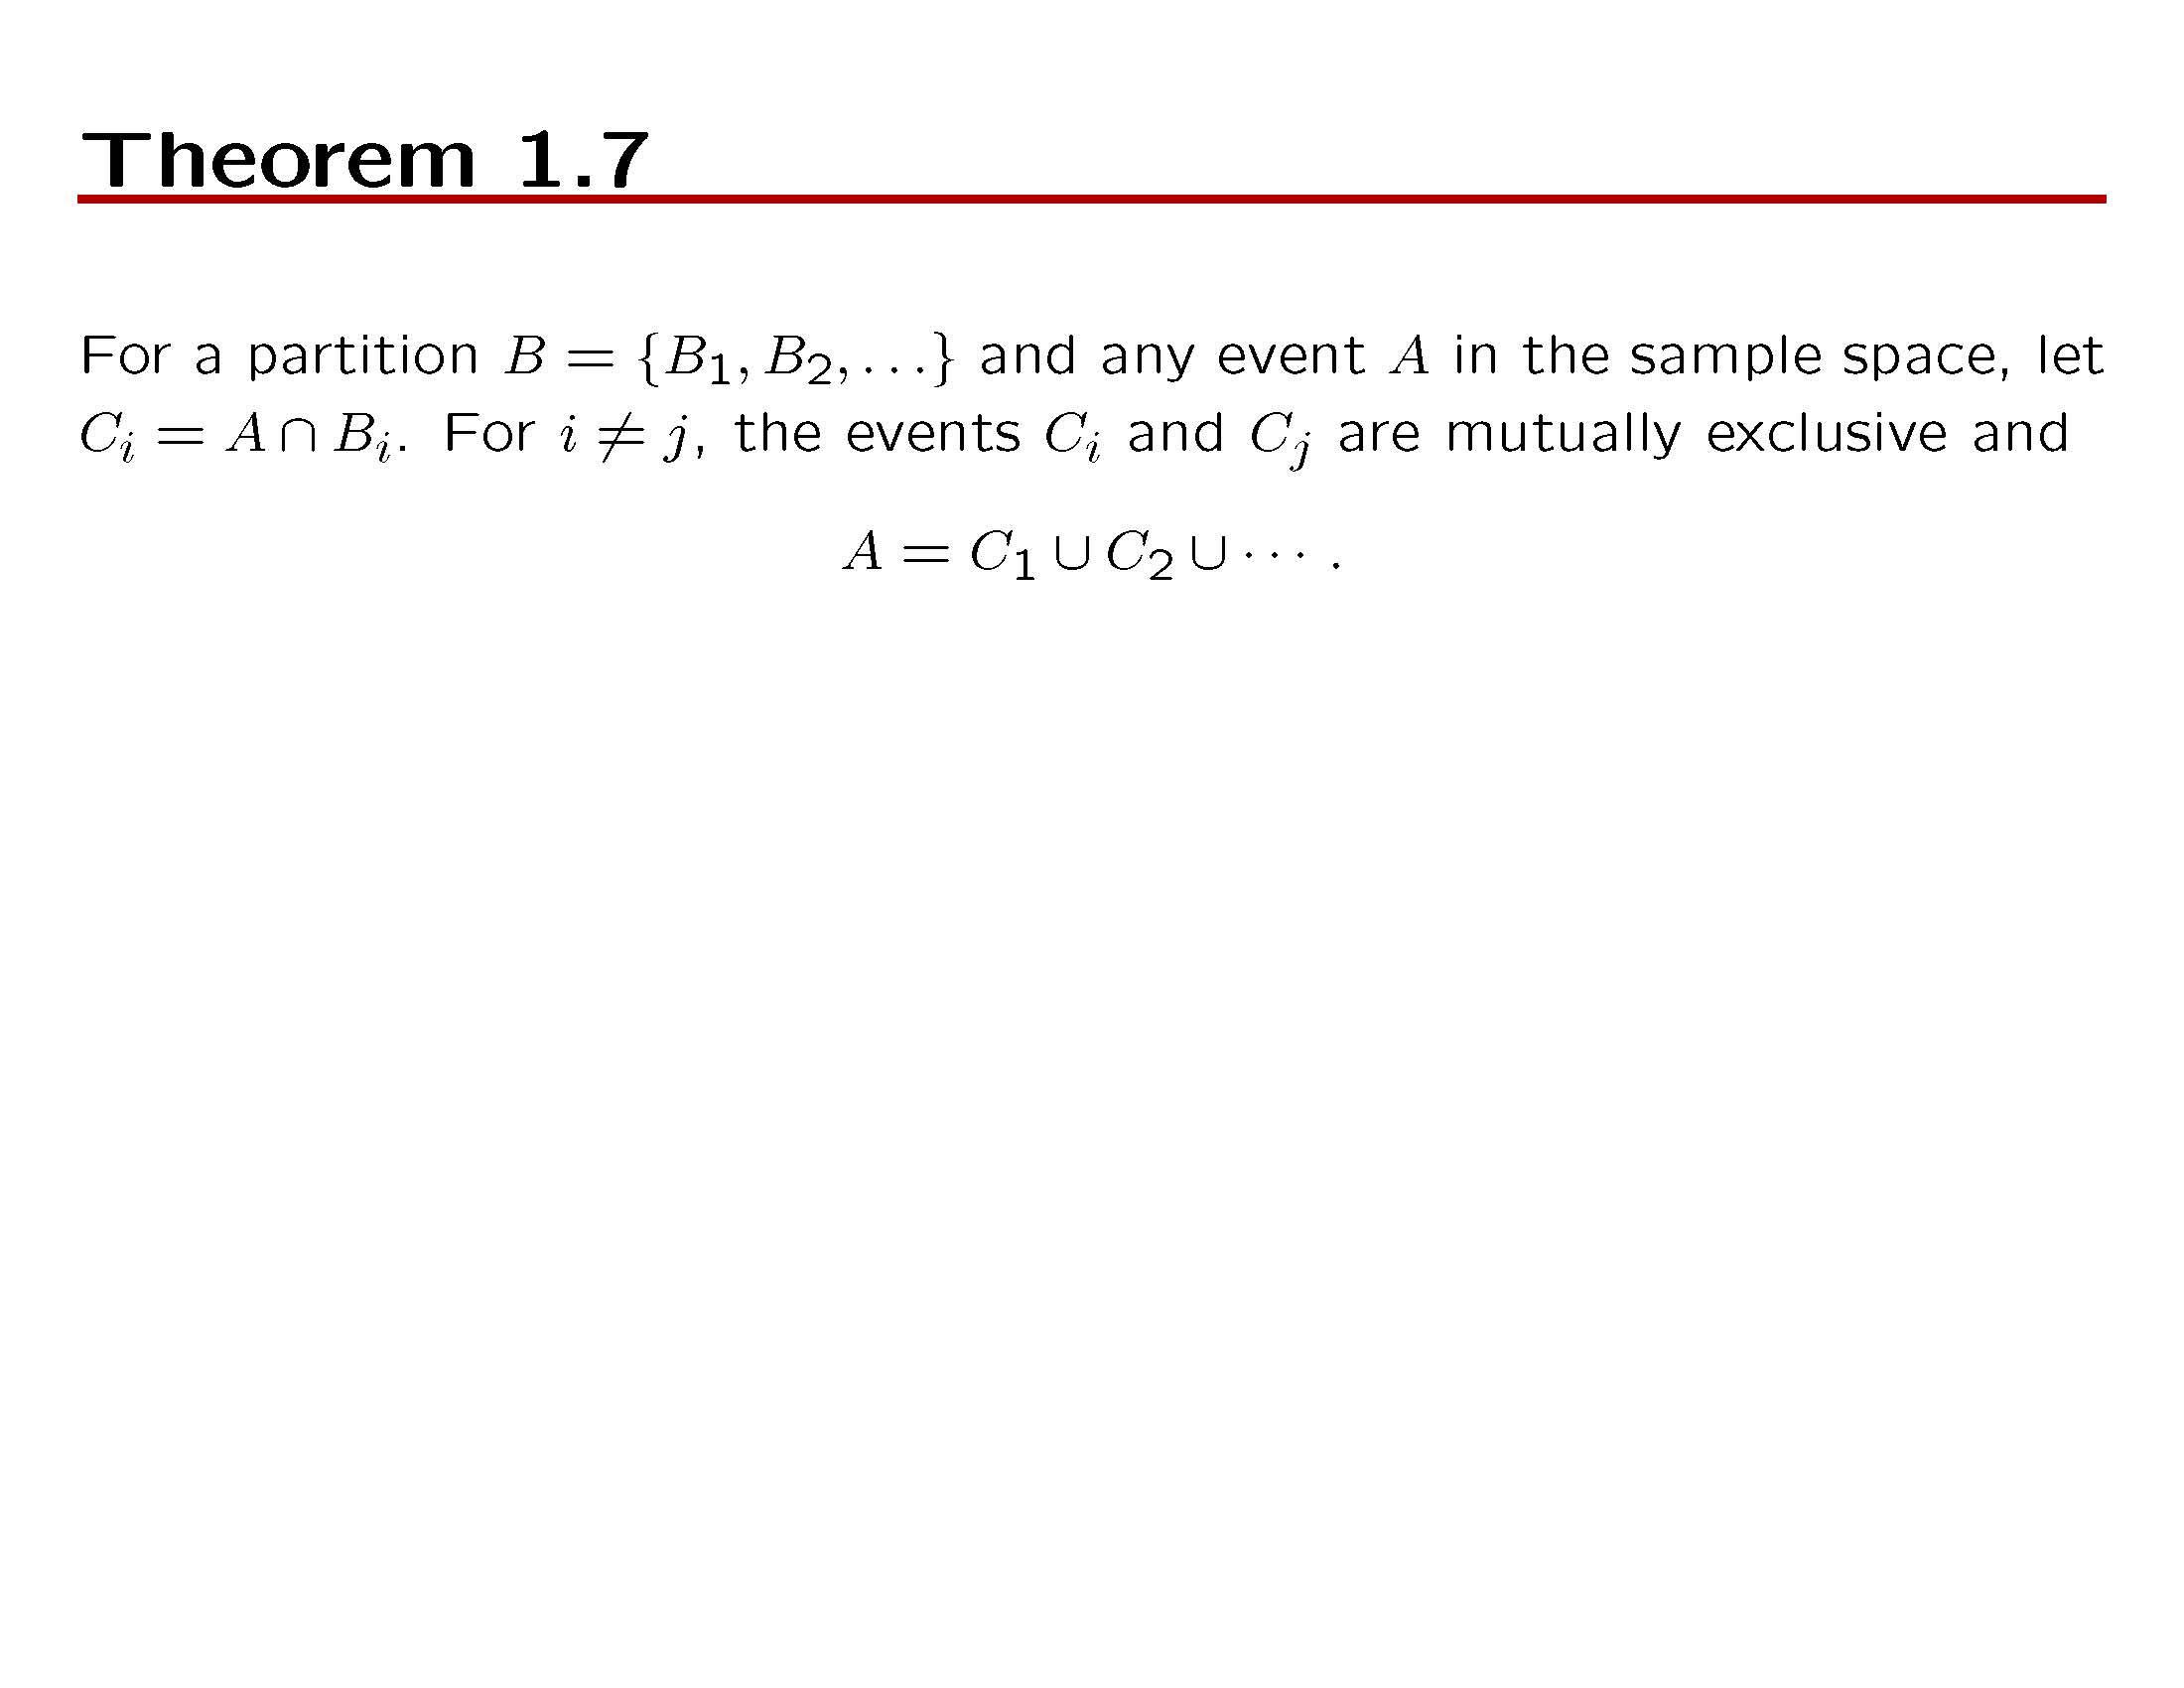 Theorem 1.7
For a partition B = {B₁, B₂, . . .} and any event A in the sample space, let
Cᵢ = A ∩ Bᵢ. For i ≠ j, the events Cᵢ and Cⱼ are mutually exclusive and
A = C₁ ∪ C₂ ∪ ··· .